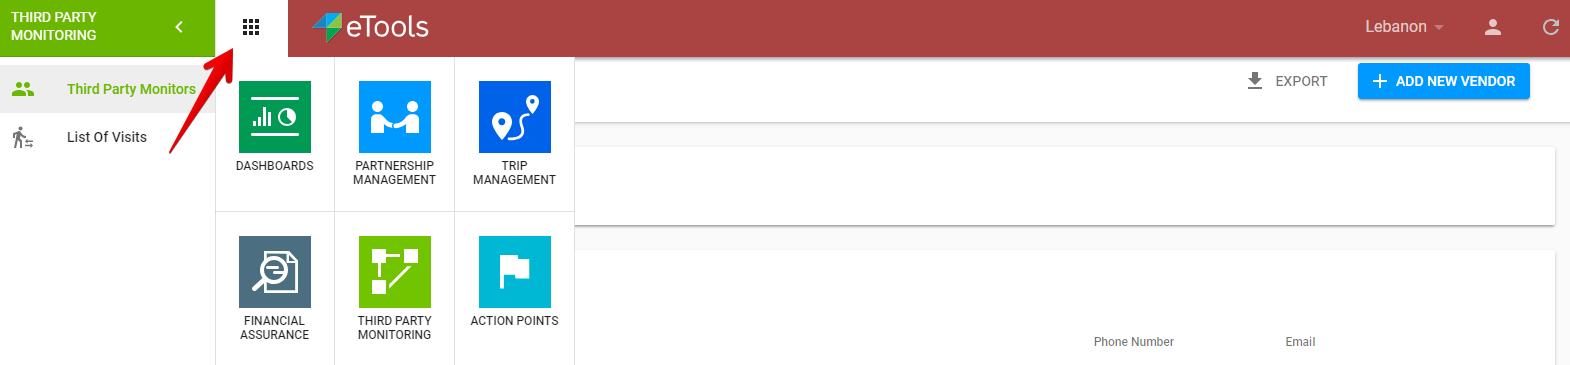 THIRD PARTY
MONITORING
eTools
Lebanon
Third Party Monitors
List Of Visits
EXPORT
ADD NEW VENDOR
DASHBOARDS
PARTNERSHIP
MANAGEMENT
TRIP
MANAGEMENT
FINANCIAL
ASSURANCE
THIRD PARTY
MONITORING
ACTION POINTS
Phone Number
Email